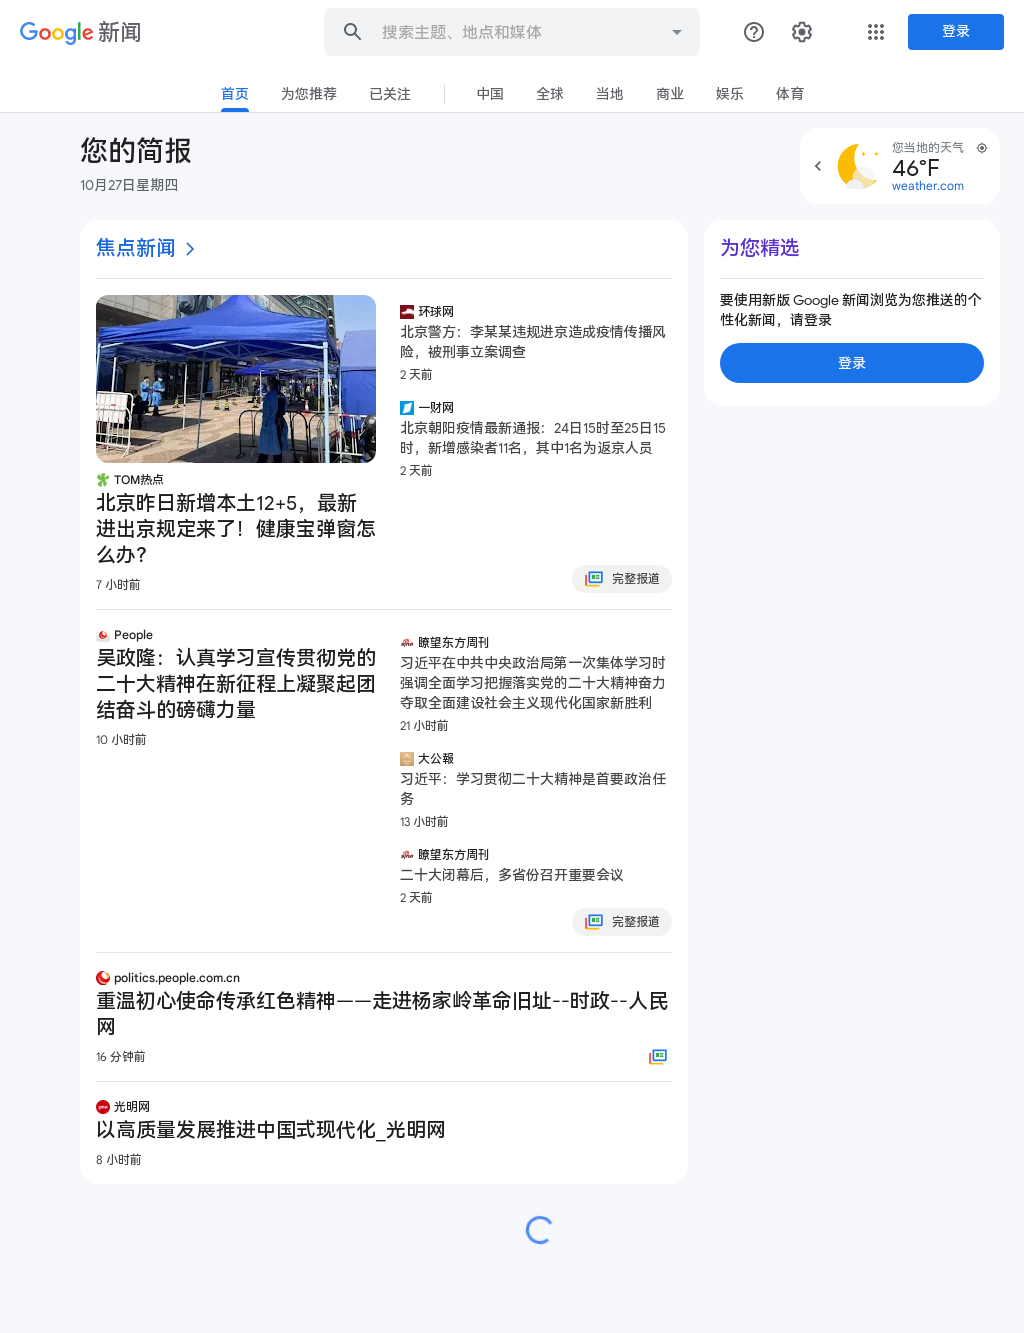 Google 新闻
搜索主题、地点和媒体
登录
首页 为您推荐 已关注 中国 全球 当地 商业 娱乐 体育
您的简报
10月27日星期四
您当地的天气
46°F
weather.com
焦点新闻
TOM热点
北京昨日新增本土12+5，最新
进出京规定来了！健康宝弹窗怎
么办？
7 小时前
环球网
北京警方：李某某违规进京造成疫情传播风
险，被刑事立案调查
2 天前
一财网
北京朝阳疫情最新通报：24日15时至25日15
时，新增感染者11名，其中1名为返京人员
2 天前
完整报道
People
吴政隆：认真学习宣传贯彻党的
二十大精神在新征程上凝聚起团
结奋斗的磅礴力量
10 小时前
瞭望东方周刊
习近平在中共中央政治局第一次集体学习时
强调全面学习把握落实党的二十大精神奋力
夺取全面建设社会主义现代化国家新胜利
21 小时前
大公報
习近平：学习贯彻二十大精神是首要政治任
务
13 小时前
瞭望东方周刊
二十大闭幕后，多省份召开重要会议
2 天前
完整报道
politics.people.com.cn
重温初心使命传承红色精神——走进杨家岭革命旧址--时政--人民
网
16 分钟前
光明网
以高质量发展推进中国式现代化_光明网
8 小时前
为您精选
要使用新版 Google 新闻浏览为您推送的个
性化新闻，请登录
登录